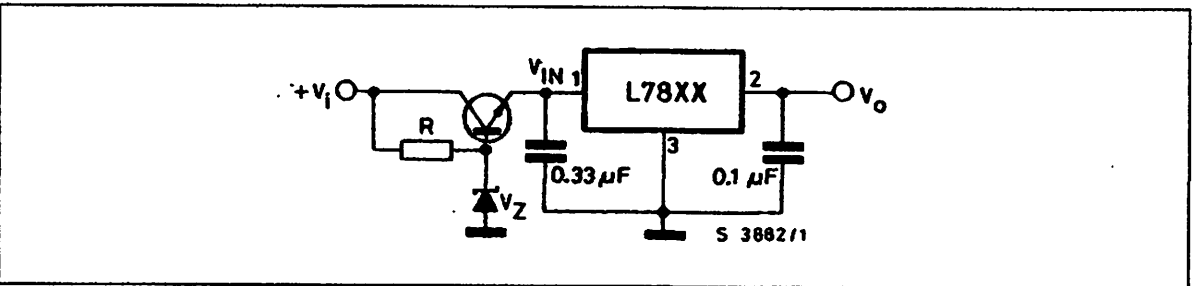 +Vi
R
VZ
VIN 1
L78XX
2
3
0.33 µF
0.1 µF
Vo
S 3882/1